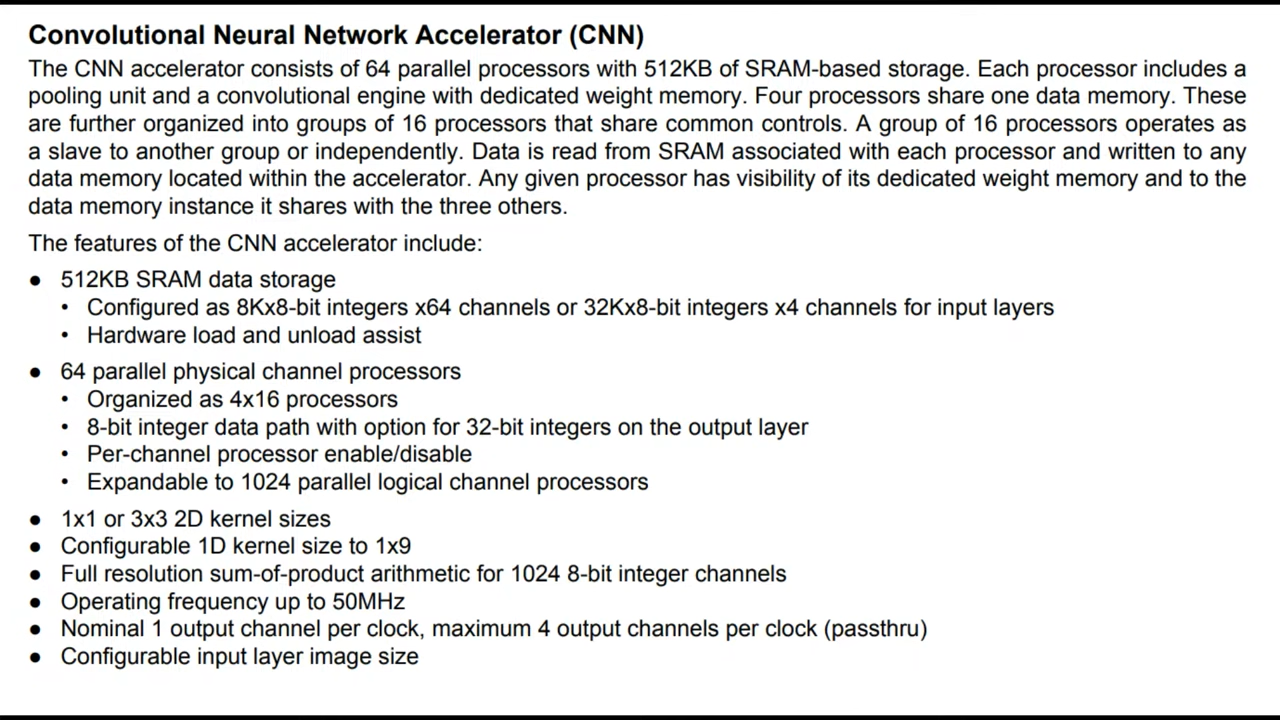 Convolutional Neural Network Accelerator (CNN)
The CNN accelerator consists of 64 parallel processors with 512KB of SRAM-based storage. Each processor includes a
pooling unit and a convolutional engine with dedicated weight memory. Four processors share one data memory. These
are further organized into groups of 16 processors that share common controls. A group of 16 processors operates as
a slave to another group or independently. Data is read from SRAM associated with each processor and written to any
data memory located within the accelerator. Any given processor has visibility of its dedicated weight memory and to the
data memory instance it shares with the three others.
The features of the CNN accelerator include:
● 512KB SRAM data storage
• Configured as 8Kx8-bit integers x64 channels or 32Kx8-bit integers x4 channels for input layers
• Hardware load and unload assist
● 64 parallel physical channel processors
• Organized as 4x16 processors
• 8-bit integer data path with option for 32-bit integers on the output layer
• Per-channel processor enable/disable
• Expandable to 1024 parallel logical channel processors
● 1x1 or 3x3 2D kernel sizes
● Configurable 1D kernel size to 1x9
● Full resolution sum-of-product arithmetic for 1024 8-bit integer channels
● Operating frequency up to 50MHz
● Nominal 1 output channel per clock, maximum 4 output channels per clock (passthru)
● Configurable input layer image size